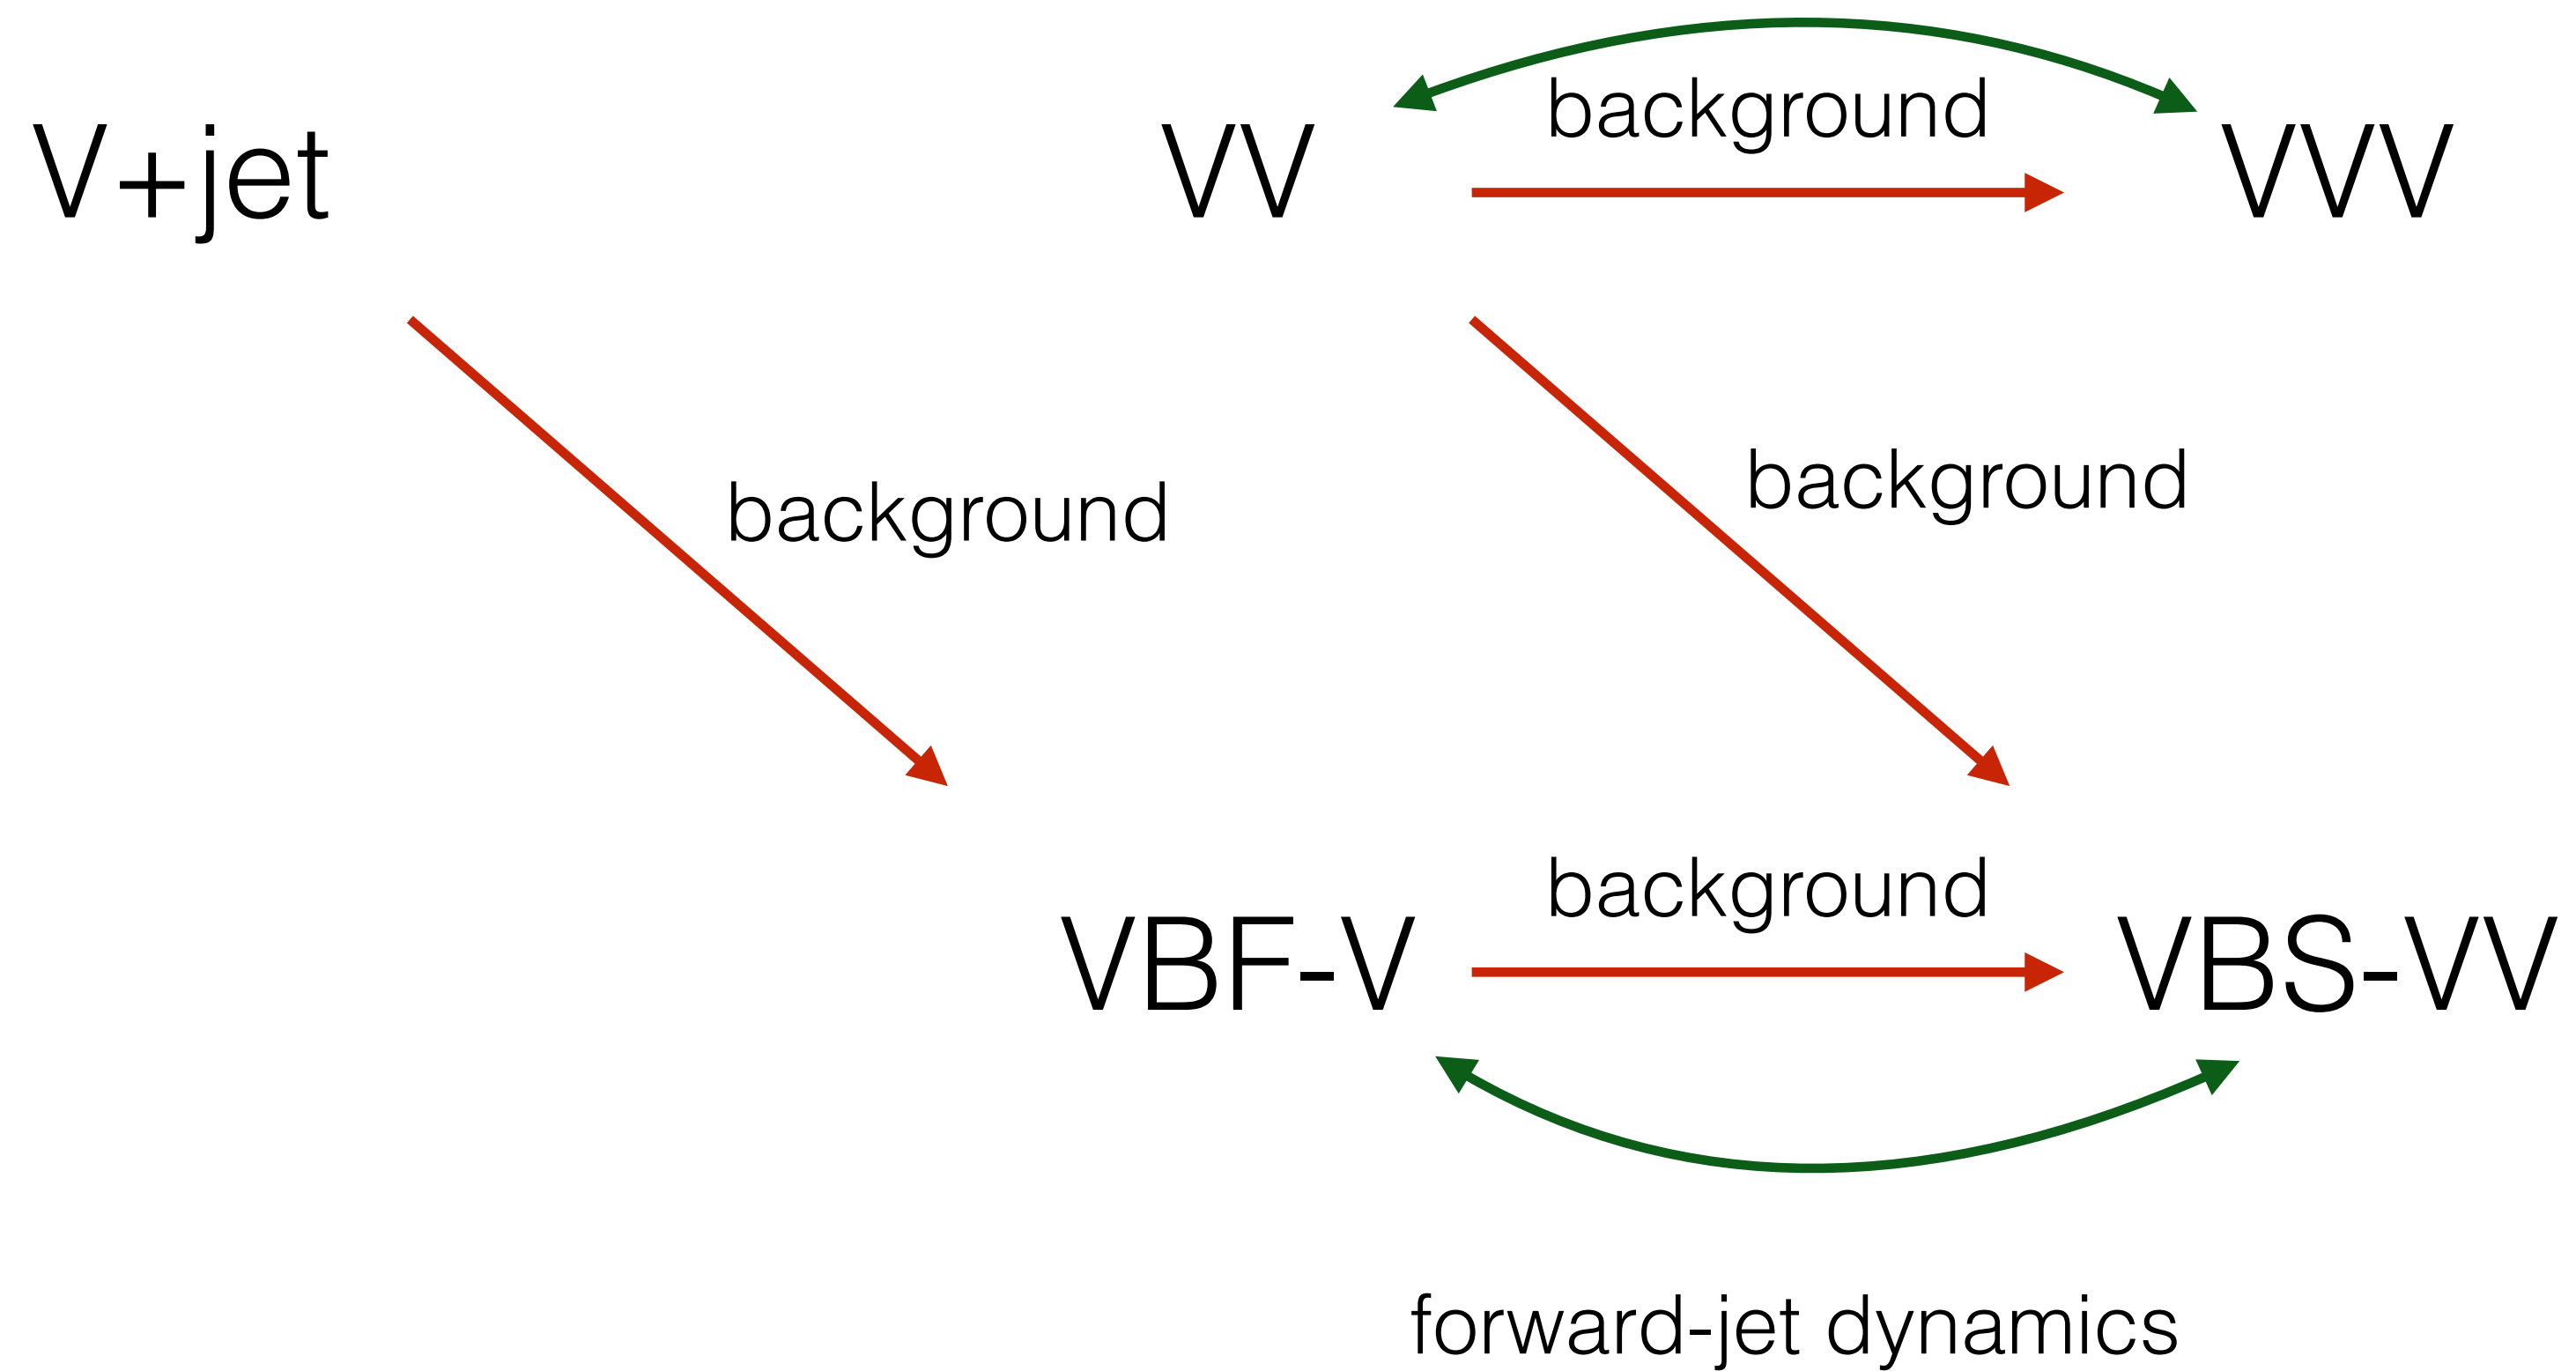 background
V+jet
VV
VVV
background
background
background
VBF-V
VBS-VV
forward-jet dynamics